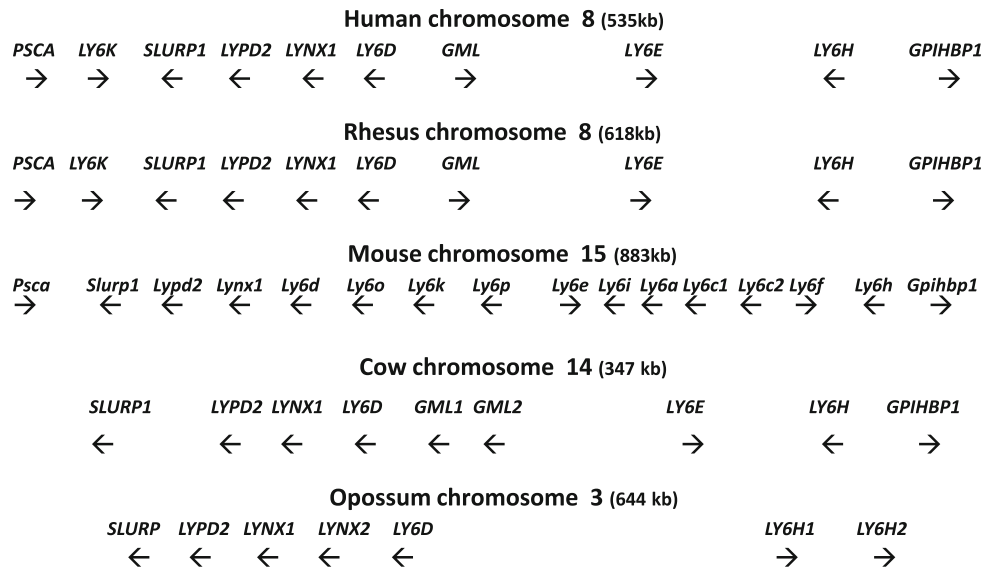 Human chromosome 8 (535kb)
PSCA LY6K SLURP1 LYPD2 LYNX1 LY6D GML LY6E LY6H GPIHBP1
Rhesus chromosome 8 (618kb)
PSCA LY6K SLURP1 LYPD2 LYNX1 LY6D GML LY6E LY6H GPIHBP1
Mouse chromosome 15 (883kb)
Psca Slurp1 Lypd2 Lynx1 Ly6d Ly6o Ly6k Ly6p Ly6e Ly6i Ly6a Ly6c1 Ly6c2 Ly6f Ly6h Gpihbp1
Cow chromosome 14 (347 kb)
SLURP1 LYPD2 LYNX1 LY6D GML1 GML2 LY6E LY6H GPIHBP1
Opossum chromosome 3 (644 kb)
SLURP LYPD2 LYNX1 LYNX2 LY6D LY6H1 LY6H2